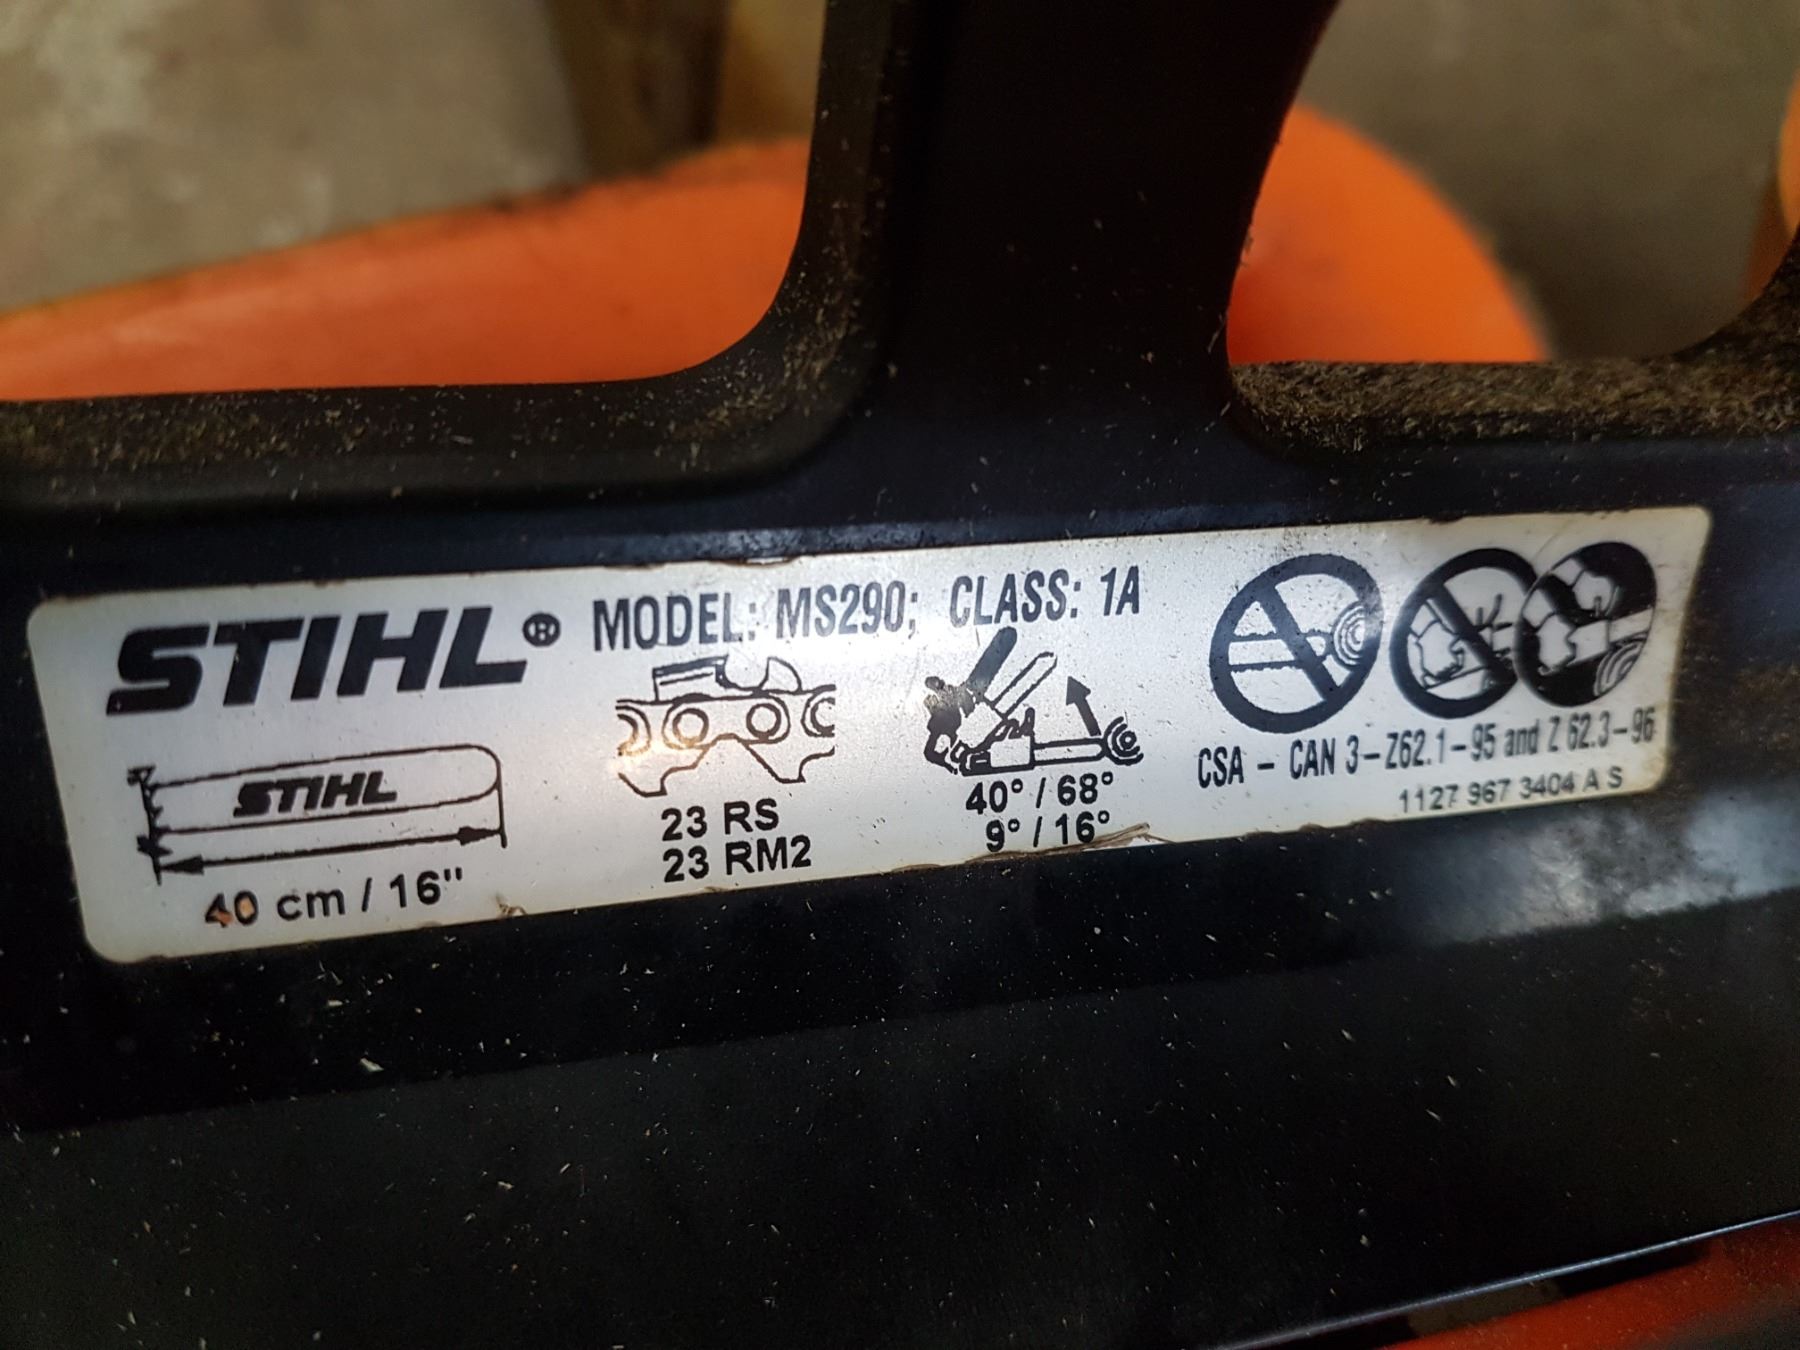 STIHL® MODEL: MS290; CLASS: 1A
STIHL
40 cm / 16"
23 RS
23 RM2
40° / 68°
9° / 16°
CSA - CAN 3-Z62.1-95 and Z 62.3-96
1127 967 3404 A S